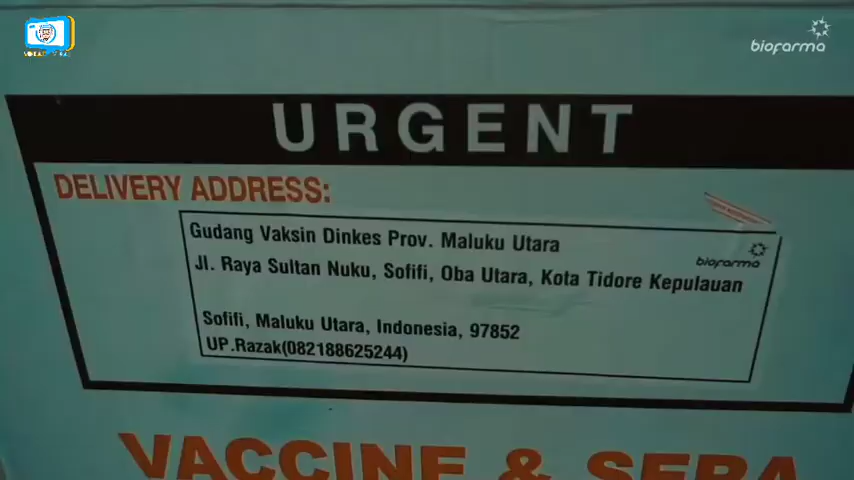 biofarma
URGENT
DELIVERY ADDRESS:
Gudang Vaksin Dinkes Prov. Maluku Utara
biofarma
Jl. Raya Sultan Nuku, Sofifi, Oba Utara, Kota Tidore Kepulauan
Sofifi, Maluku Utara, Indonesia, 97852
UP.Razak(082188625244)
VACCINE & SERA